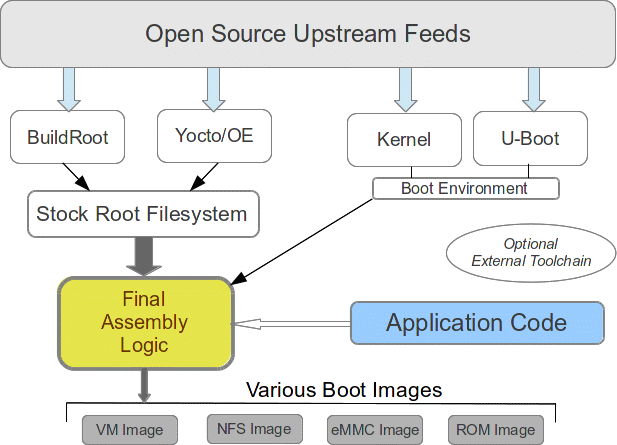 Open Source Upstream Feeds
BuildRoot
Yocto/OE
Kernel
U-Boot
Boot Environment
Stock Root Filesystem
Optional
External Toolchain
Final
Assembly
Logic
Application Code
Various Boot Images
VM Image
NFS Image
eMMC Image
ROM Image